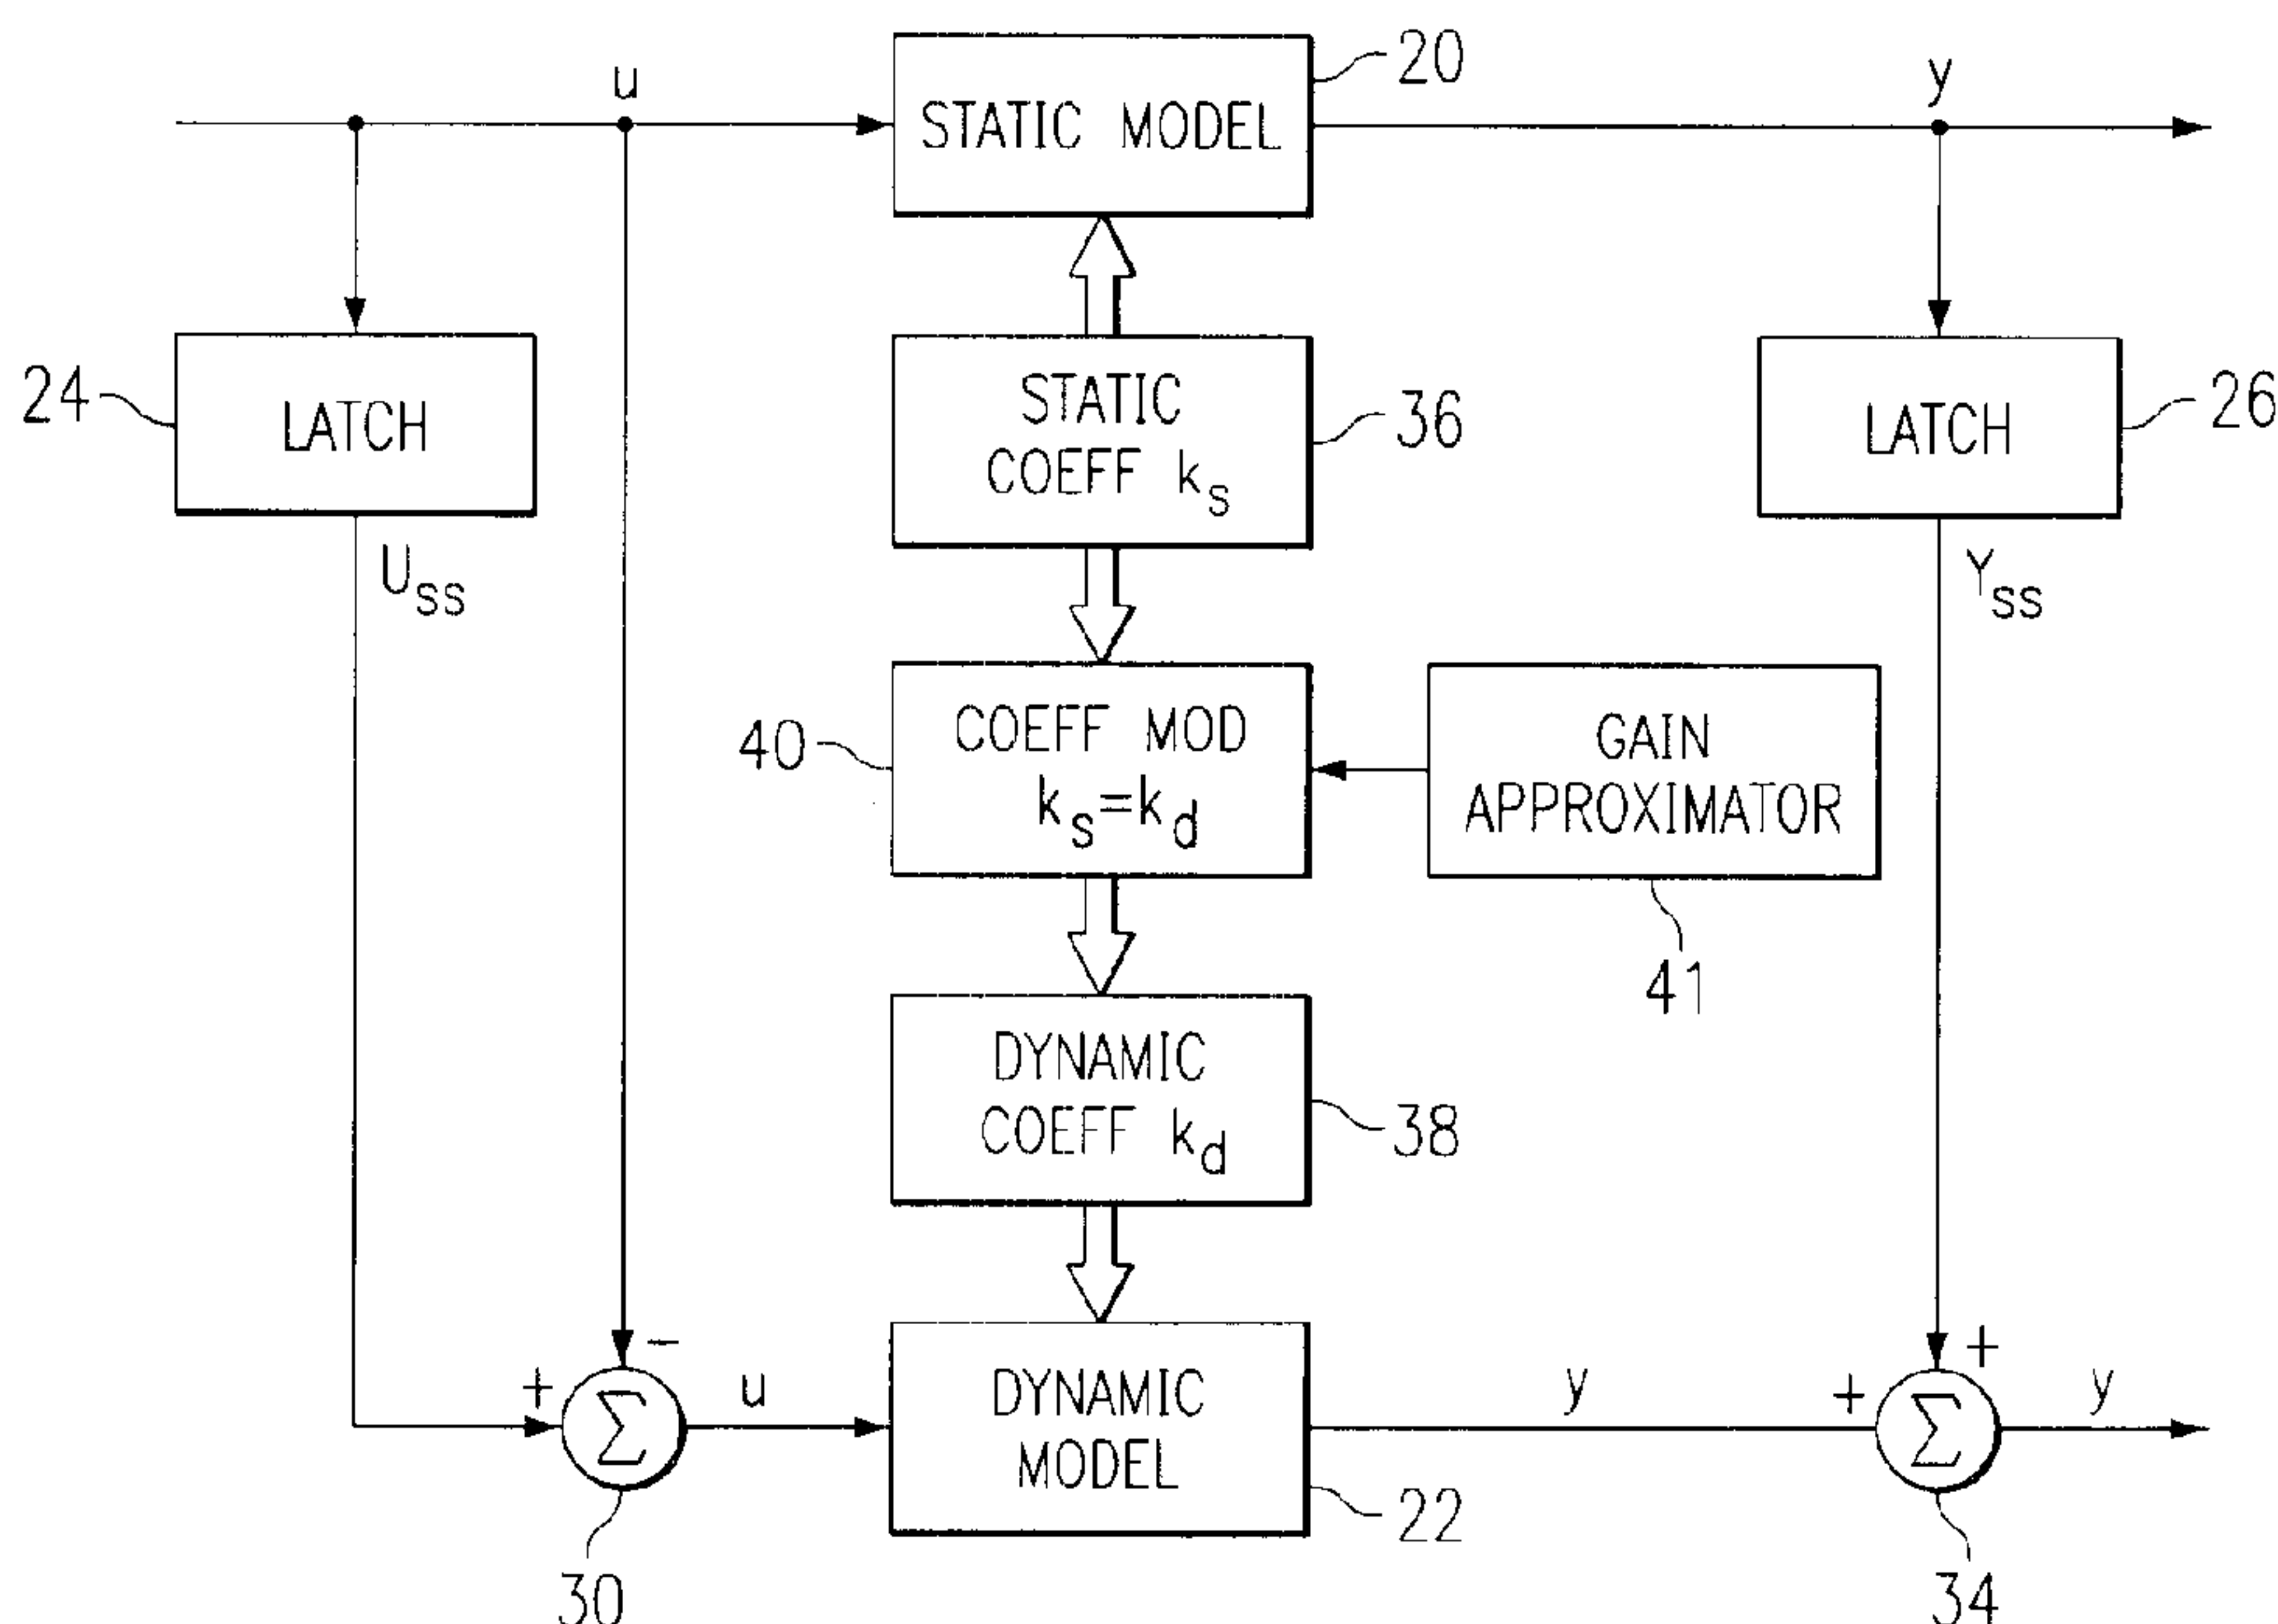 u
20
y
STATIC MODEL
24
LATCH
STATIC
COEFF k_s
36
LATCH
26
U_ss
Y_ss
40
COEFF MOD
k_s=k_d
GAIN
APPROXIMATOR
41
DYNAMIC
COEFF k_d
38
−
+
Σ
u
DYNAMIC
MODEL
y
+
+
Σ
y
30
22
34